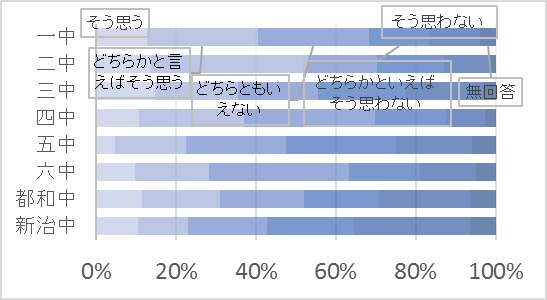 そう思う
そう思わない
一中
二中
どちらかと言
えばそう思う
三中
どちらともい
えない
どちらかといえば
そう思わない
無回答
四中
五中
六中
都和中
新治中
0%
20%
40%
60%
80%
100%